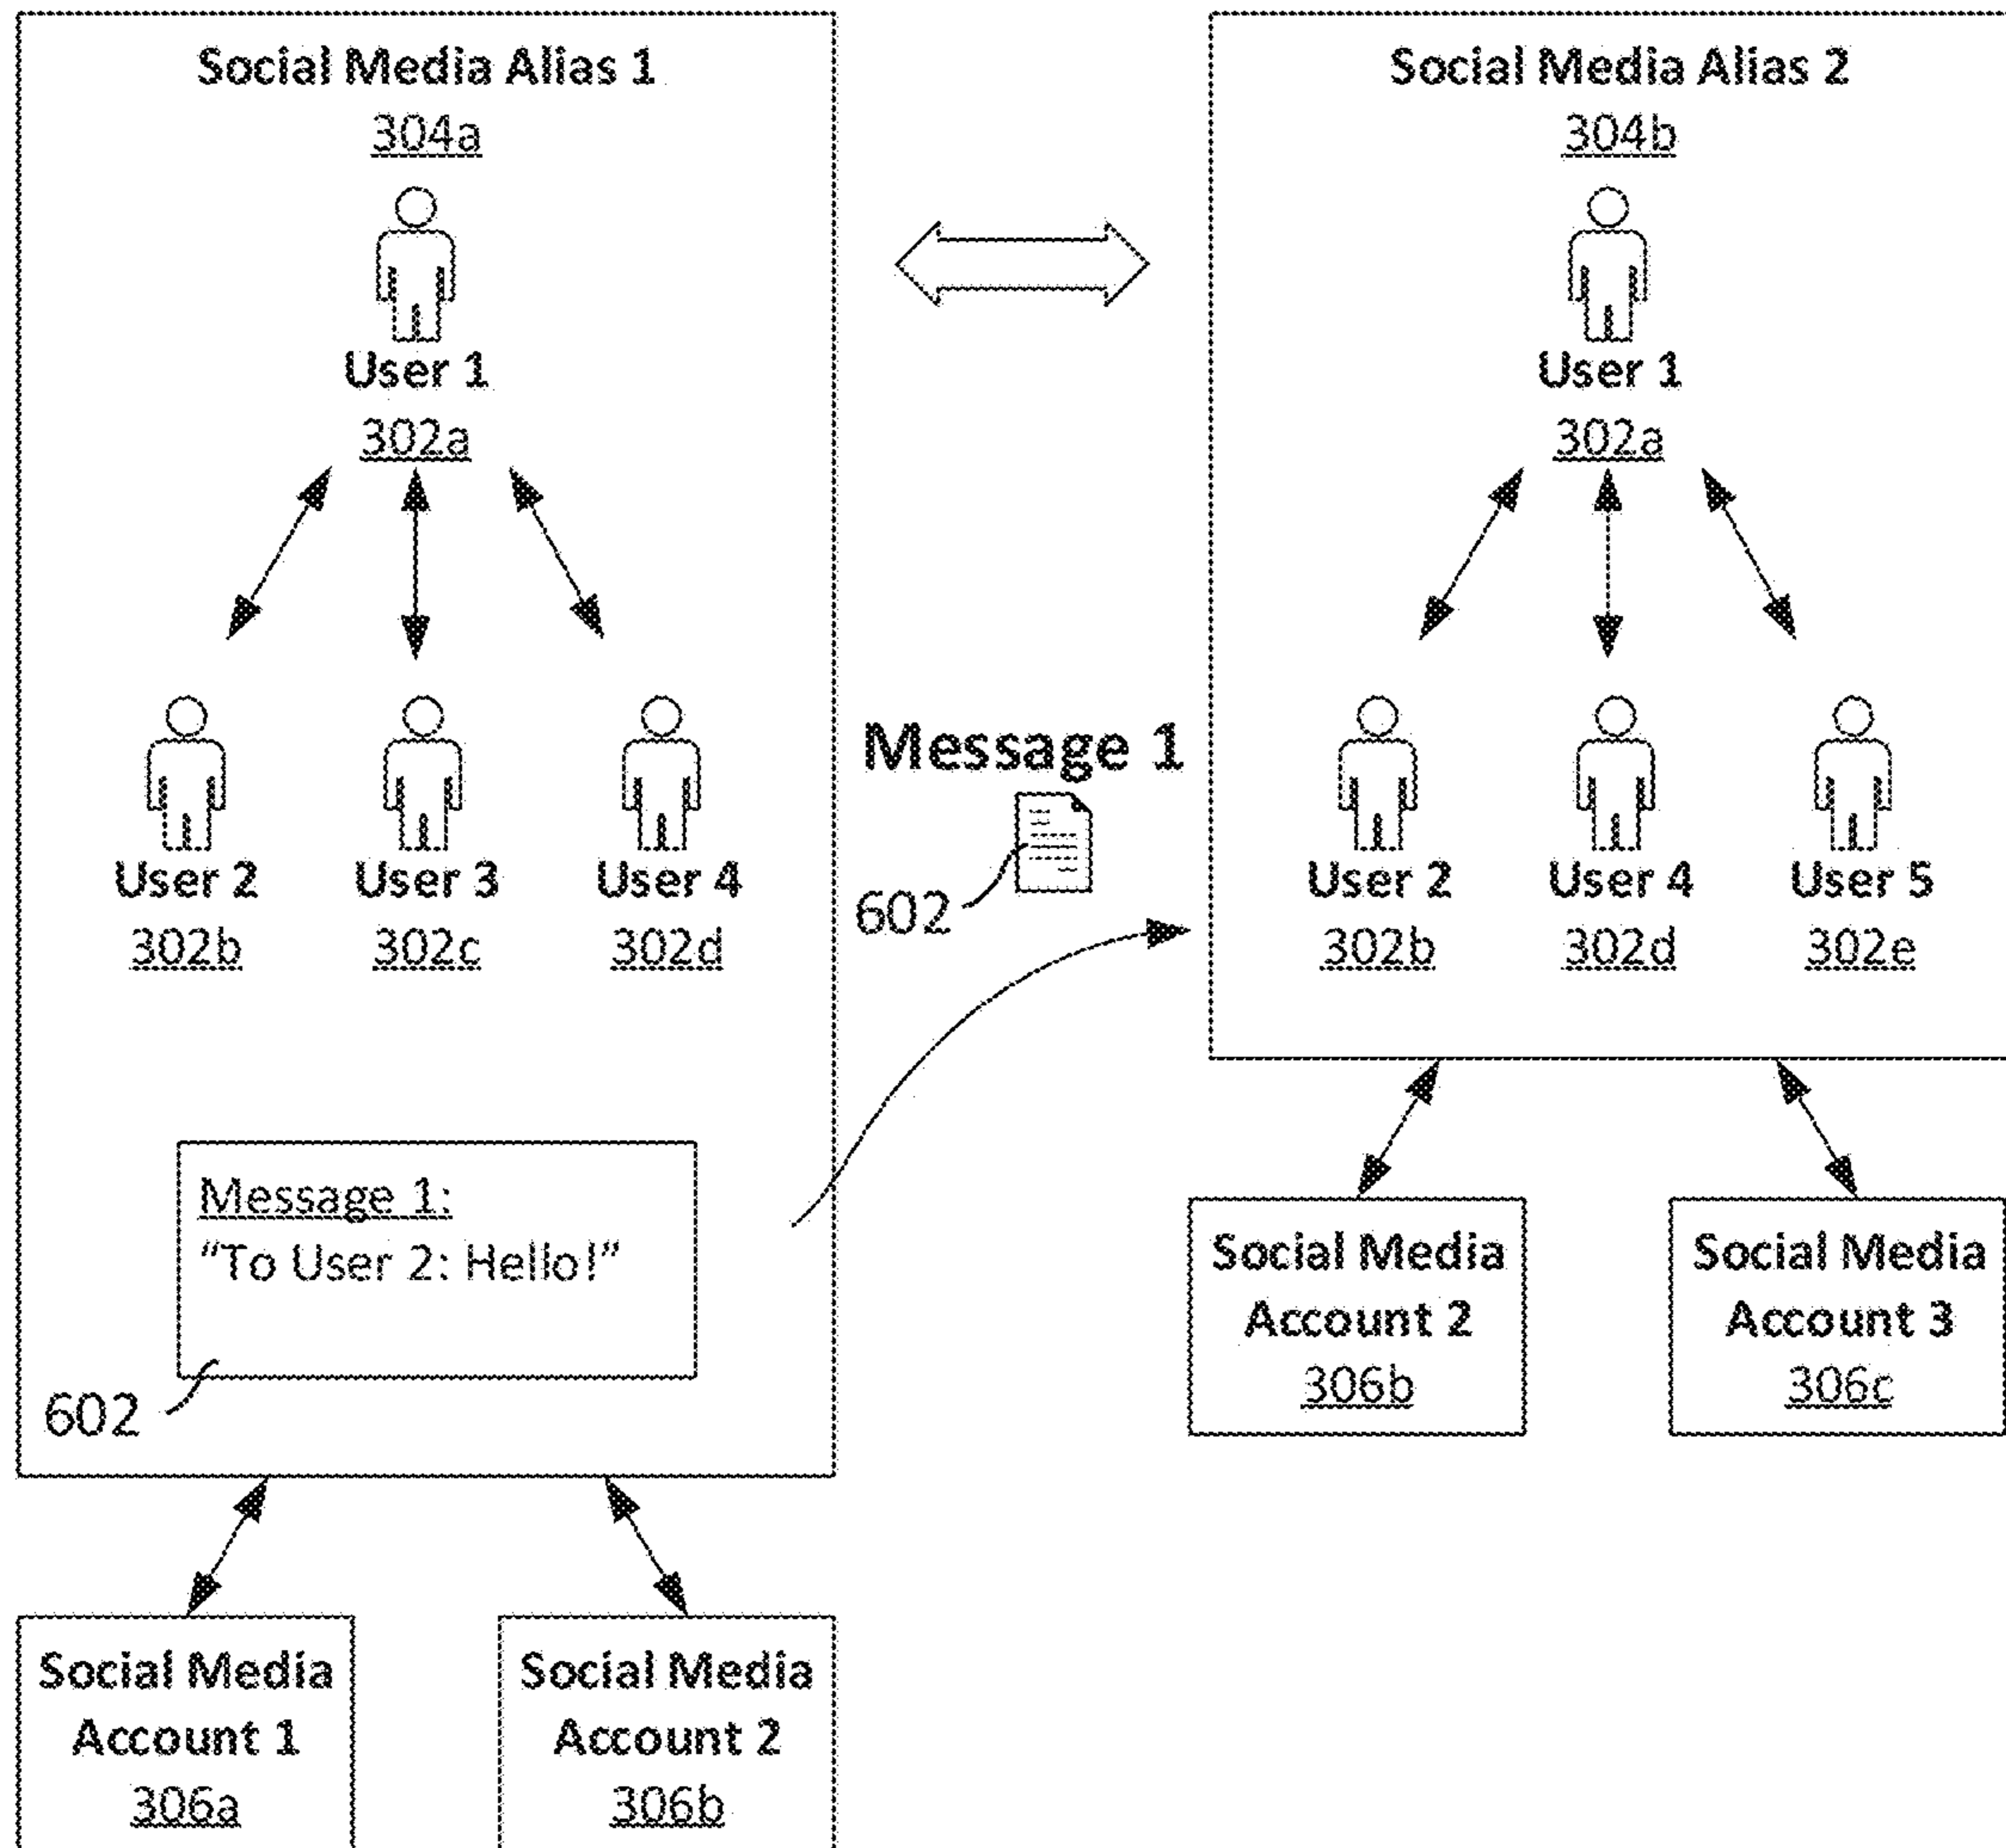 Social Media Alias 1
304a
User 1
302a
User 2
302b
User 3
302c
User 4
302d
Message 1:
“To User 2: Hello!”
602
Social Media
Account 1
306a
Social Media
Account 2
306b
Message 1
602
Social Media Alias 2
304b
User 1
302a
User 2
302b
User 4
302d
User 5
302e
Social Media
Account 2
306b
Social Media
Account 3
306c